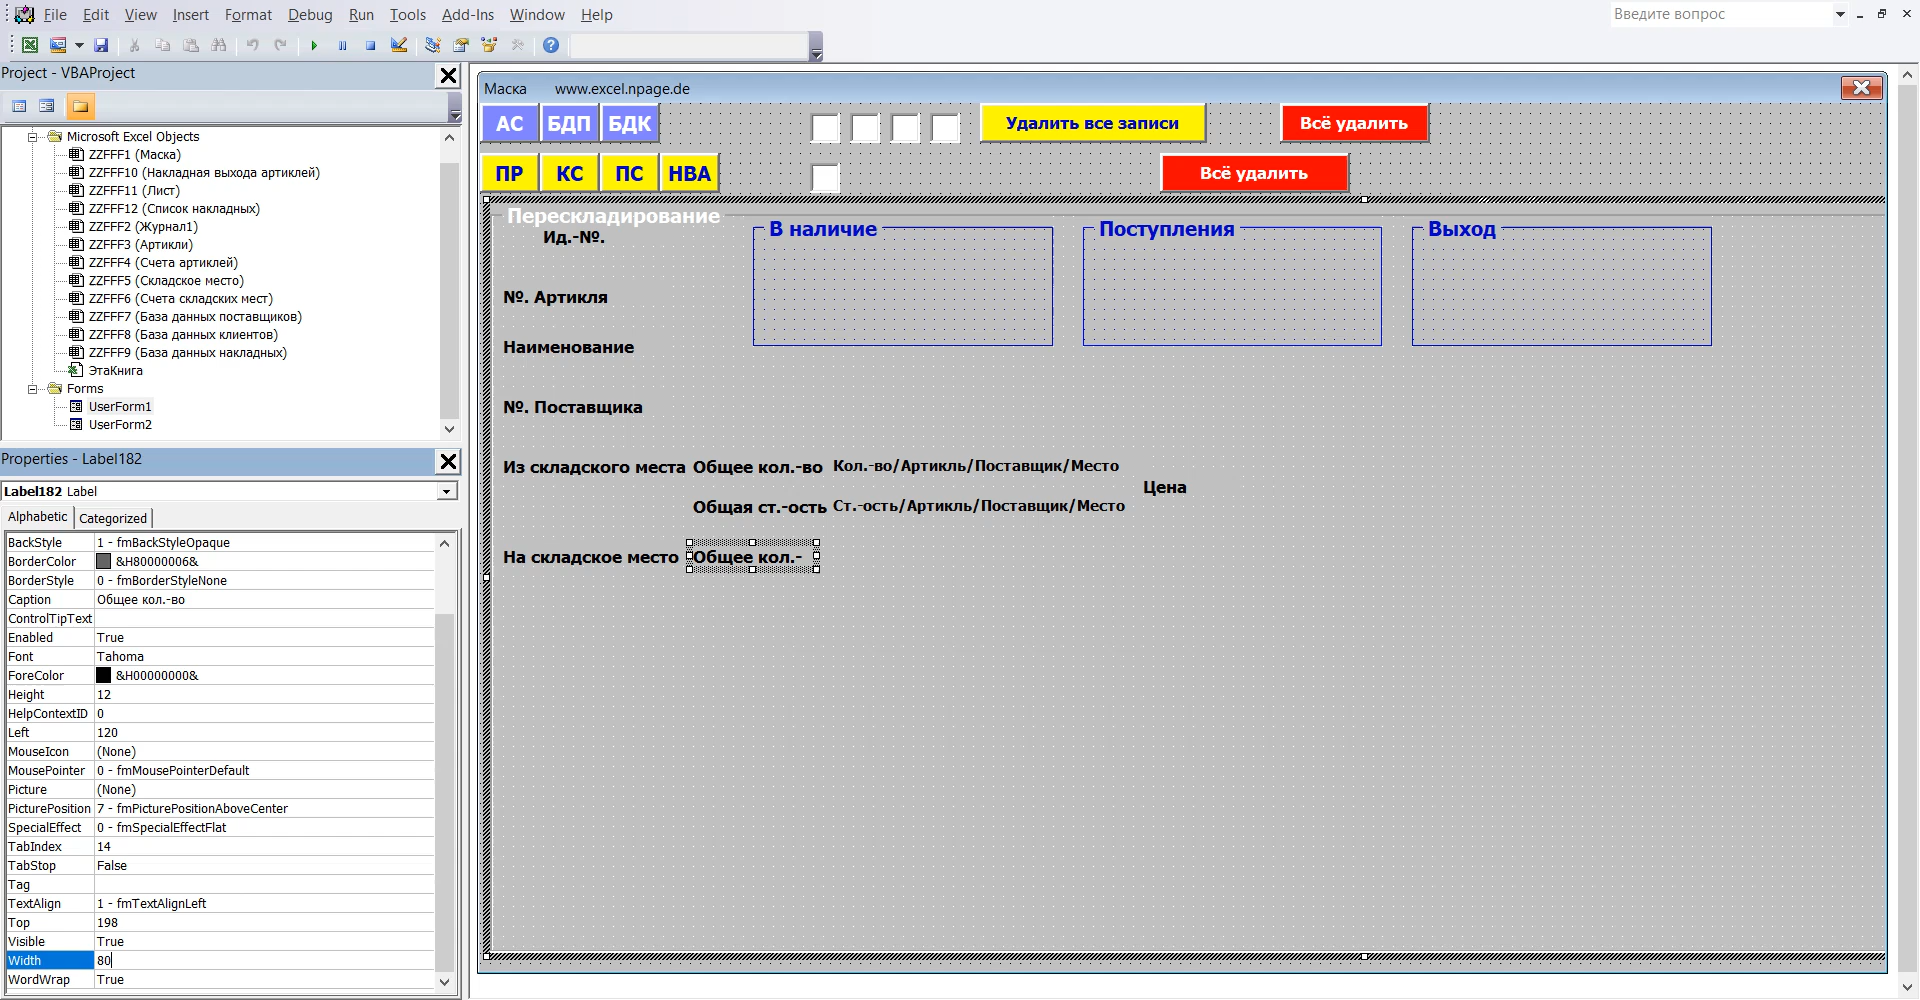 File Edit View Insert Format Debug Run Tools Add-Ins Window Help
Введите вопрос
Project - VBAProject
Microsoft Excel Objects
ZZFFF1 (Маска)
ZZFFF10 (Накладная выхода артиклей)
ZZFFF11 (Лист)
ZZFFF12 (Список накладных)
ZZFFF2 (Журнал1)
ZZFFF3 (Артикли)
ZZFFF4 (Счета артиклей)
ZZFFF5 (Складское место)
ZZFFF6 (Счета складских мест)
ZZFFF7 (База данных поставщиков)
ZZFFF8 (База данных клиентов)
ZZFFF9 (База данных накладных)
ЭтаКнига
Forms
UserForm1
UserForm2
Properties - Label182
Label182 Label
Alphabetic Categorized
BackStyle 1 - fmBackStyleOpaque
BorderColor &H80000006&
BorderStyle 0 - fmBorderStyleNone
Caption Общее кол.-во
ControlTipText
Enabled True
Font Tahoma
ForeColor &H00000000&
Height 12
HelpContextID 0
Left 120
MouseIcon (None)
MousePointer 0 - fmMousePointerDefault
Picture (None)
PicturePosition 7 - fmPicturePositionAboveCenter
SpecialEffect 0 - fmSpecialEffectFlat
TabIndex 14
TabStop False
Tag
TextAlign 1 - fmTextAlignLeft
Top 198
Visible True
Width 80
WordWrap True
Маска www.excel.npage.de
АС БДП БДК Удалить все записи Всё удалить
ПР КС ПС НВА Всё удалить
Перескладирование
В наличие Поступления Выход
Ид.-№.
№. Артикля
Наименование
№. Поставщика
Из складского места Общее кол.-во Кол.-во/Артикль/Поставщик/Место
Цена
Общая ст.-ость Ст.-ость/Артикль/Поставщик/Место
На складское место Общее кол.-